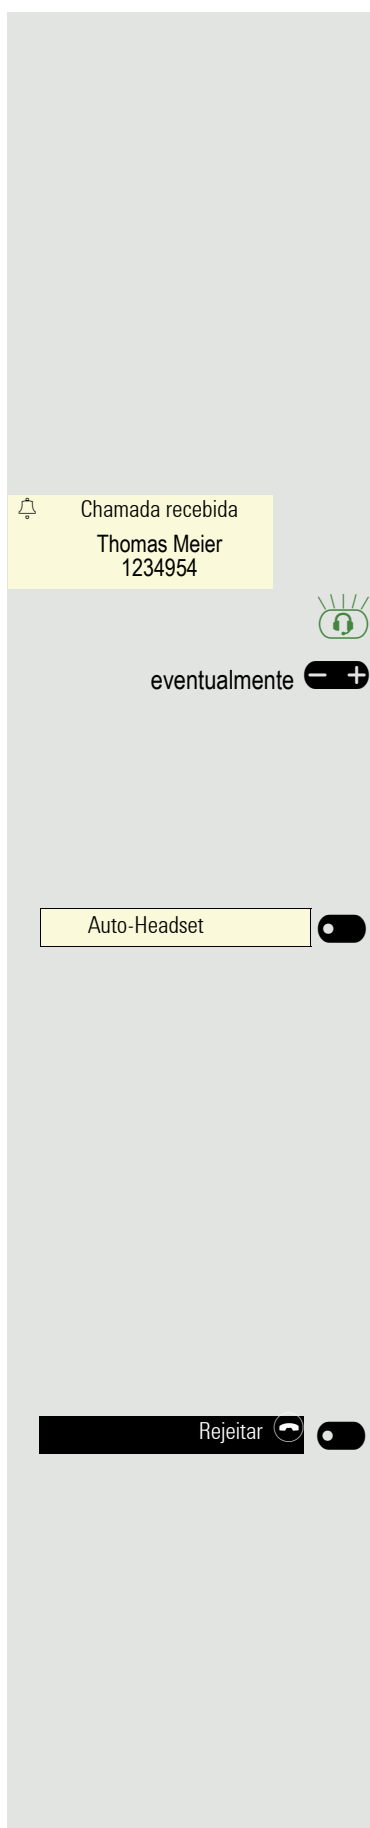 Chamada recebida
Thomas Meier
1234954
eventualmente
Auto-Headset
Rejeitar